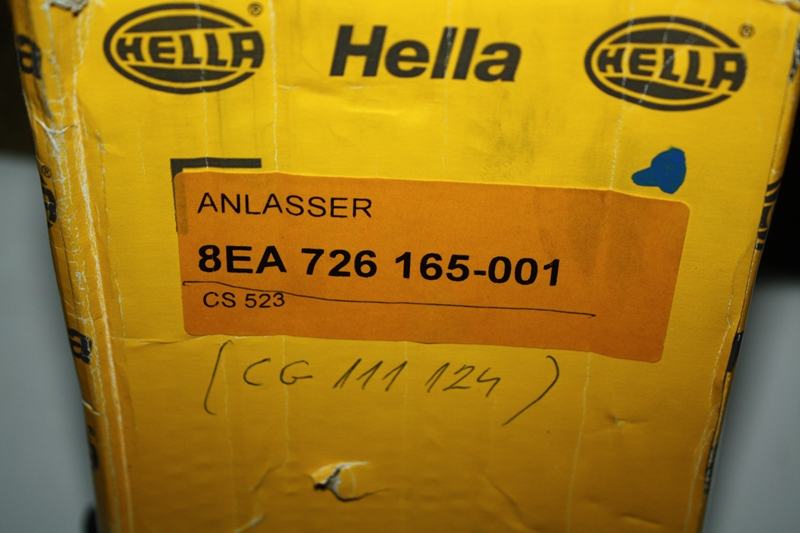 HELLA® Hella HELLA®
ANLASSER
8EA 726 165-001
CS 523
(CG 111 124)